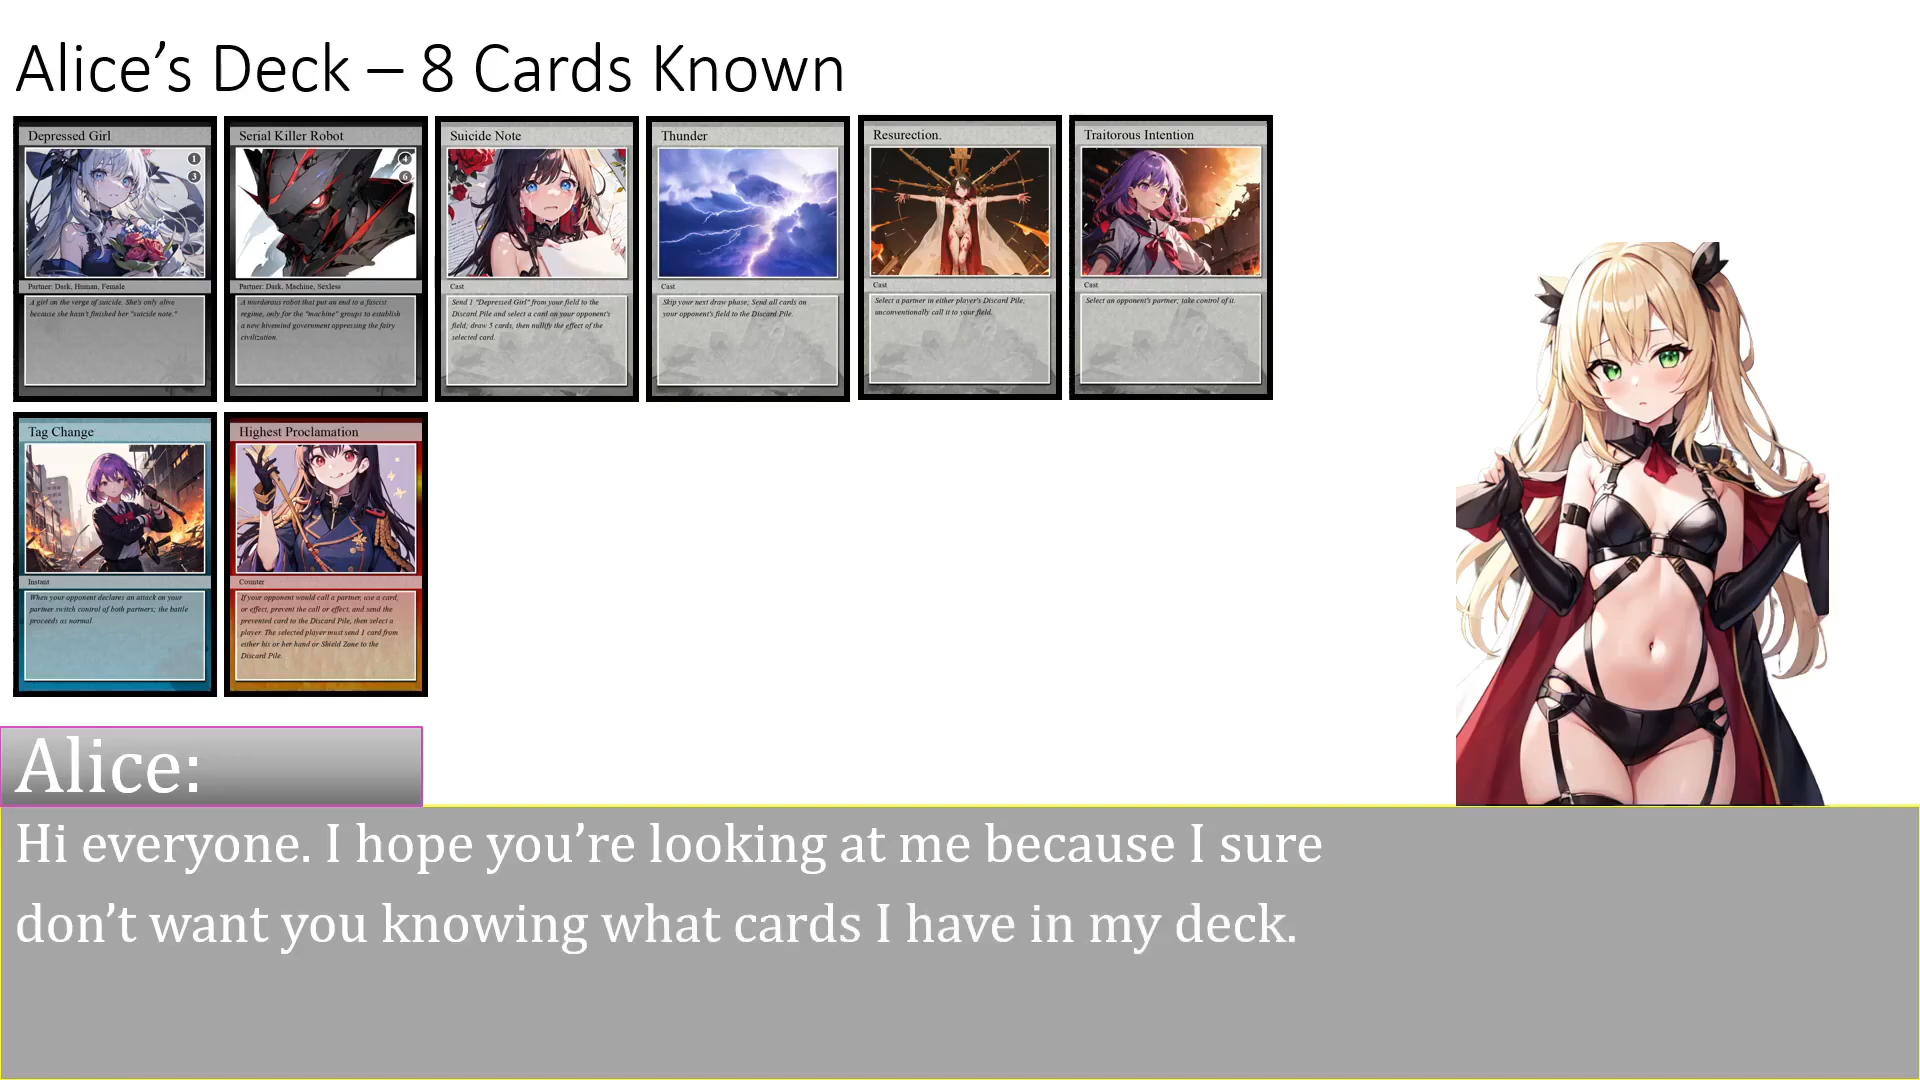 Alice’s Deck – 8 Cards Known
Depressed Girl
1
3
Partner: Dark, Human, Female
A girl on the verge of suicide. She's only alive
because she hasn't finished her "suicide note."
Serial Killer Robot
4
6
Partner: Dark, Machine, Sexless
A murderous robot that put an end to a fascist
regime, only for the "machine" groups to establish
a new hivemind government oppressing the fairy
civilization.
Suicide Note
Cast
Send 1 "Depressed Girl" from your field to the
Discard Pile and select a card on your opponent's
field; draw 5 cards, then nullify the effect of the
selected card.
Thunder
Cast
Skip your next draw phase; Send all cards on
your opponent's field to the Discard Pile.
Resurection.
Cast
Select a partner in either player's Discard Pile;
unconventionally call it to your field.
Traitorous Intention
Cast
Select an opponent's partner; take control of it.
Tag Change
Instant
When your opponent declares an attack on your
partner switch control of both partners; the battle
proceeds as normal.
Highest Proclamation
Counter
If your opponent would call a partner, use a card,
or effect, prevent the call or effect, and send the
prevented card to the Discard Pile, then select a
player. The selected player must send 1 card from
either his or her hand or Shield Zone to the
Discard Pile.
Alice:
Hi everyone. I hope you’re looking at me because I sure
don’t want you knowing what cards I have in my deck.